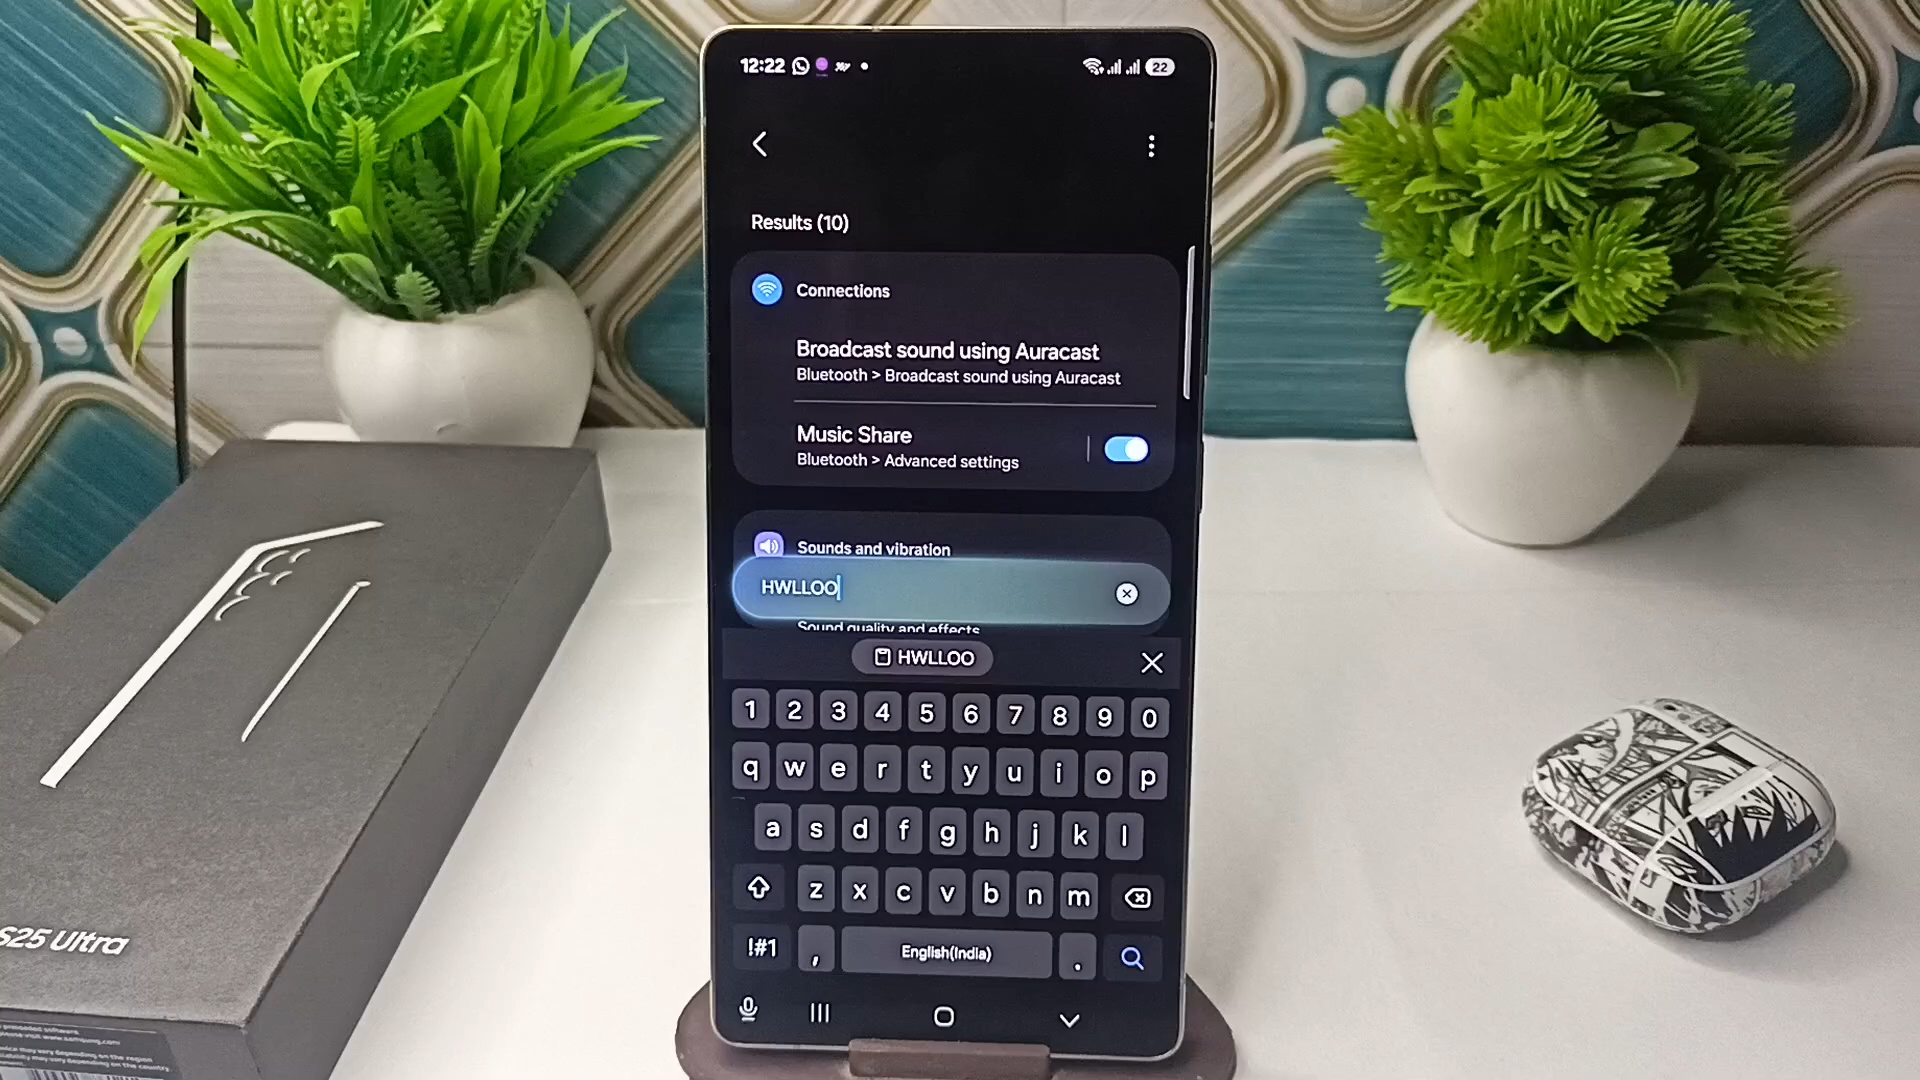 12:22
22
Results (10)
Connections
Broadcast sound using Auracast
Bluetooth > Broadcast sound using Auracast
Music Share
Bluetooth > Advanced settings
Sounds and vibration
HWLLOO
Sound quality and effects
HWLLOO
1 2 3 4 5 6 7 8 9 0
q w e r t y u i o p
a s d f g h j k l
z x c v b n m
!#1 , English(India) .
S25 Ultra